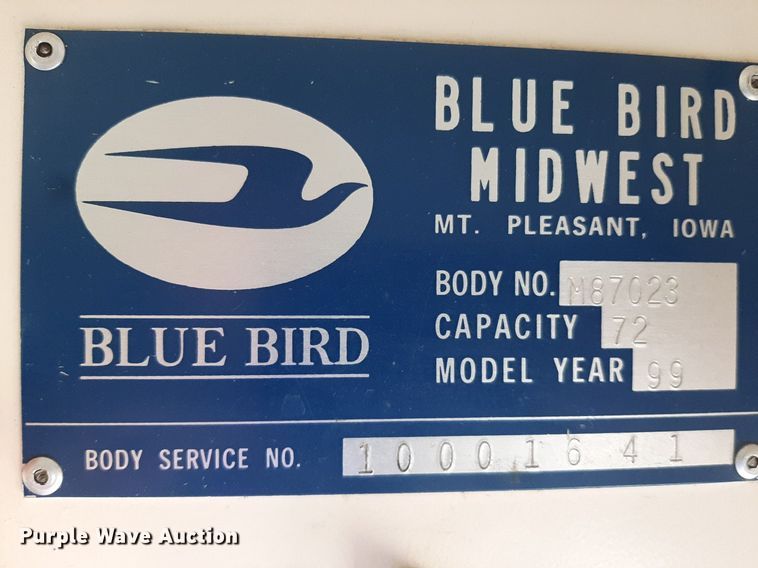 BLUE BIRD
MIDWEST
MT. PLEASANT, IOWA
BODY NO. M87023
CAPACITY 72
MODEL YEAR 99
BLUE BIRD
BODY SERVICE NO. 10001641
Purple Wave Auction